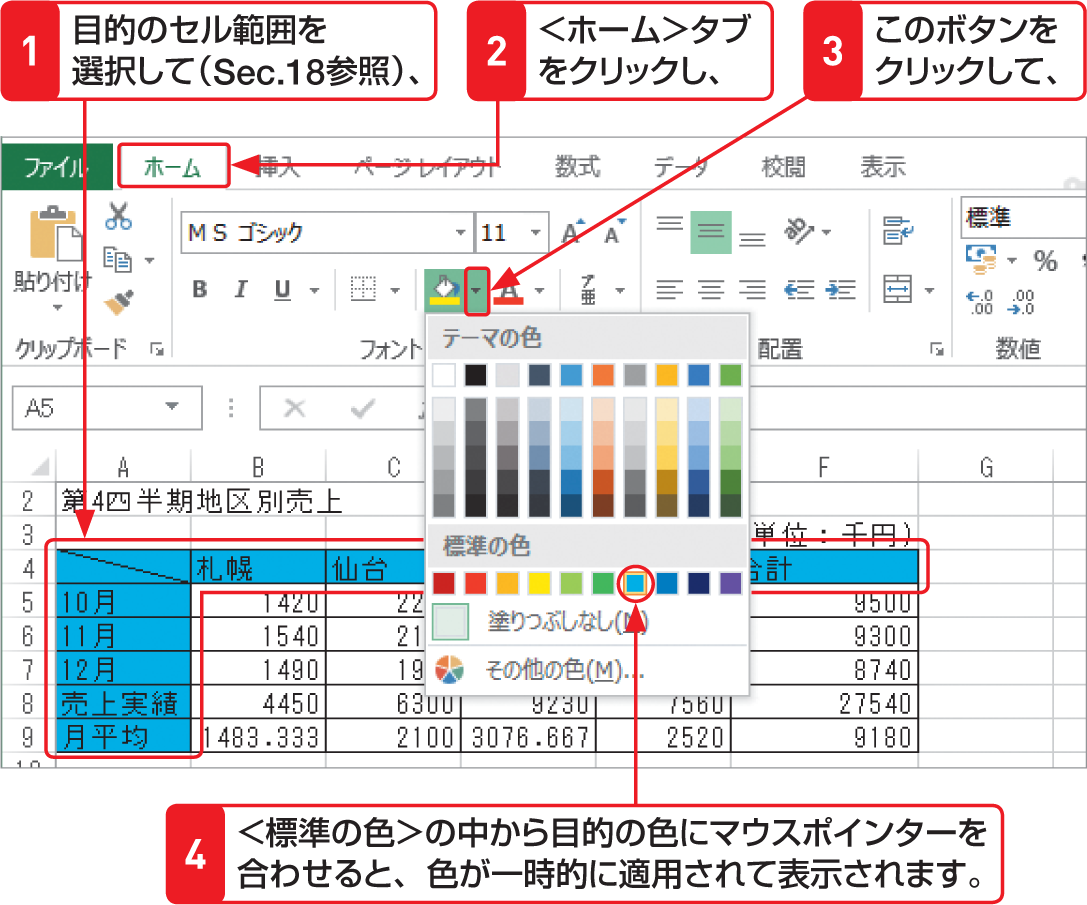 1 目的のセル範囲を
選択して(Sec.18参照)、
2 <ホーム>タブ
をクリックし、
3 このボタンを
クリックして、
ファイル ホーム 挿入 ページ レイアウト 数式 データ 校閲 表示
貼り付け
MS ゴシック 11 A A
B I U A 亜
標準
%
クリップボード フォント 配置 数値
テーマの色
A5
A B C F G
2 第4四半期地区別売上
3 単位:千円)
4 札幌 仙台 合計
標準の色
5 10月 1420 22 9500
塗りつぶしなし(N)
6 11月 1540 21 9300
7 12月 1490 19 8740
その他の色(M)...
8 売上実績 4450 6300 9230 7560 27540
9 月平均 1483.333 2100 3076.667 2520 9180
4 <標準の色>の中から目的の色にマウスポインターを
合わせると、色が一時的に適用されて表示されます。